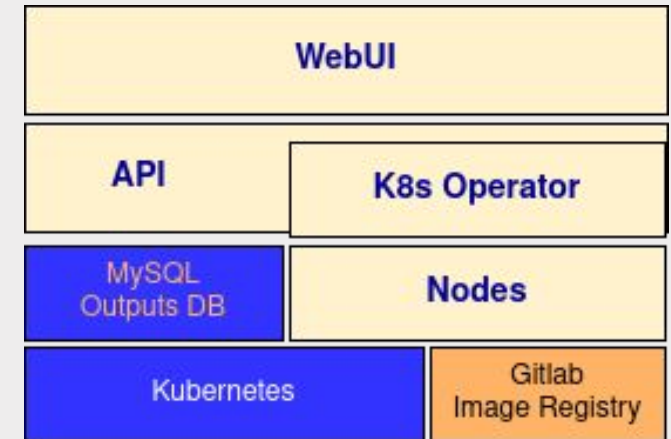 WebUI
API
K8s Operator
MySQL
Outputs DB
Nodes
Kubernetes
Gitlab
Image Registry